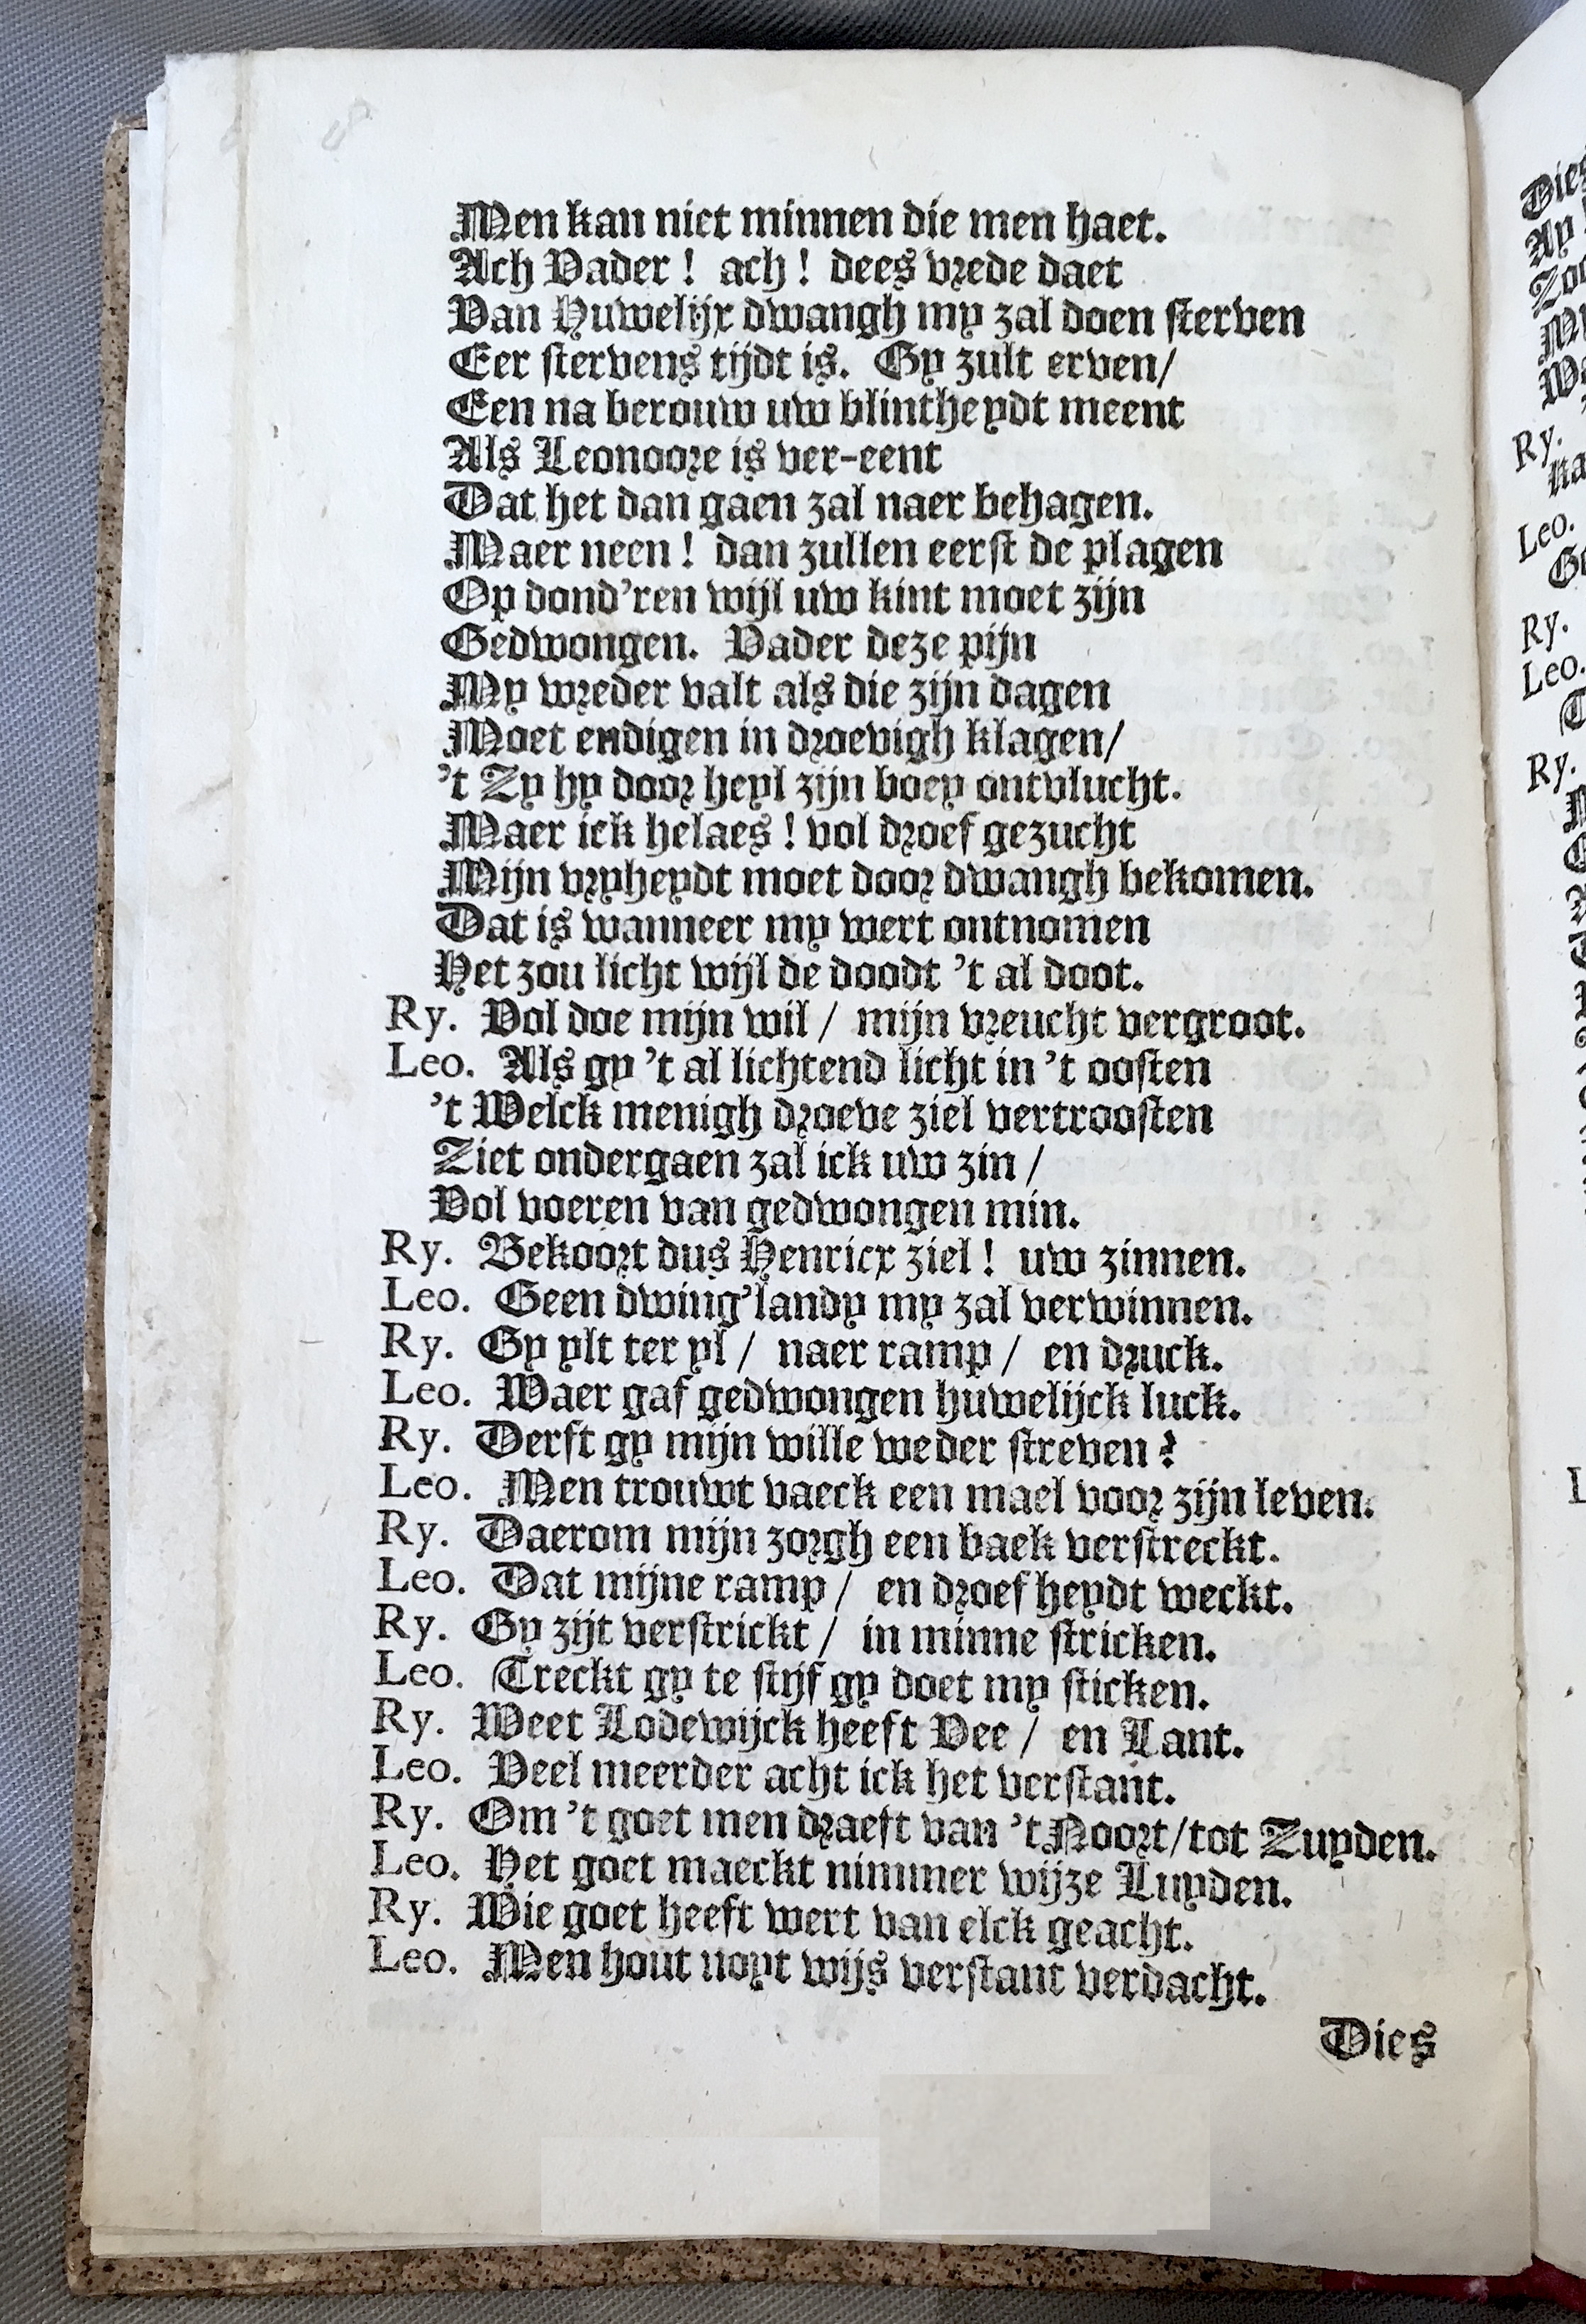 Men kan niet minnen die men haet.
Ach Vader! ach! dees vrede daet
Van Huwelijx dwangh my zal doen sterven
Eer stervens tijdt is. Gy zult erven/
Een na berouw uw blintheydt meent
Als Leonoore is ver-eent
Dat het dan gaen zal naer behagen.
Maer neen! dan zullen eerst de plagen
Op dond'ren wijl uw kint moet zijn
Gedwongen. Vader deze pijn
My wreder valt als die zijn dagen
Moet endigen in droevigh klagen/
't Zy hy door heyl zijn boey ontvlucht.
Maer ick helaes! vol droef gezucht
Mijn vryheydt moet door dwangh bekomen.
Dat is wanneer my wert ontnomen
Het zou licht wijl de doodt 't al doot.
Ry. Vol doe mijn wil / mijn vreucht vergroot.
Leo. Als gy 't al lichtend licht in 't oosten
't Welck menigh droeve ziel vertroosten
Ziet ondergaen zal ick uw zin /
Vol voeren van gedwongen min.
Ry. Bekoort dus Henricx ziel! uw zinnen.
Leo. Geen dwing'landy my zal verwinnen.
Ry. Gy ylt ter yl / naer ramp / en druck.
Leo. Waer gaf gedwongen huwelijck luck.
Ry. Derft gy mijn wille weder streven?
Leo. Men trouwt vaeck een mael voor zijn leven.
Ry. Daerom mijn zorgh een baek verstreckt.
Leo. Dat mijne ramp / en droefheydt weckt.
Ry. Gy zijt verstrickt / in minne stricken.
Leo. Treckt gy te stijf gy doet my sticken.
Ry. Weet Lodewijck heeft Vee / en Lant.
Leo. Veel meerder acht ick het verstant.
Ry. Om 't goet men draeft van 't Noort/tot Zuyden.
Leo. Het goet maeckt nimmer wijze Luyden.
Ry. Wie goet heeft wert van elck geacht.
Leo. Men hout noyt wijs verstant verdacht.
Dies
Ry.
Leo.
Ry.
Leo.
Ry.